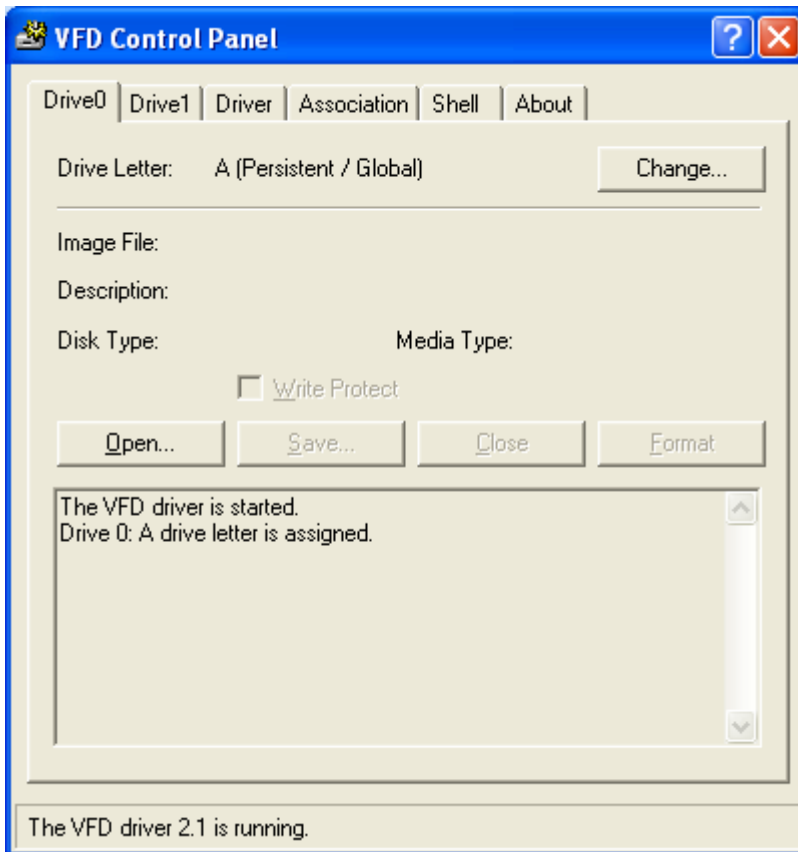 VFD Control Panel
Drive0 Drive1 Driver Association Shell About
Drive Letter: A (Persistent / Global) Change...
Image File:
Description:
Disk Type: Media Type:
Write Protect
Open... Save... Close Format
The VFD driver is started.
Drive 0: A drive letter is assigned.
The VFD driver 2.1 is running.